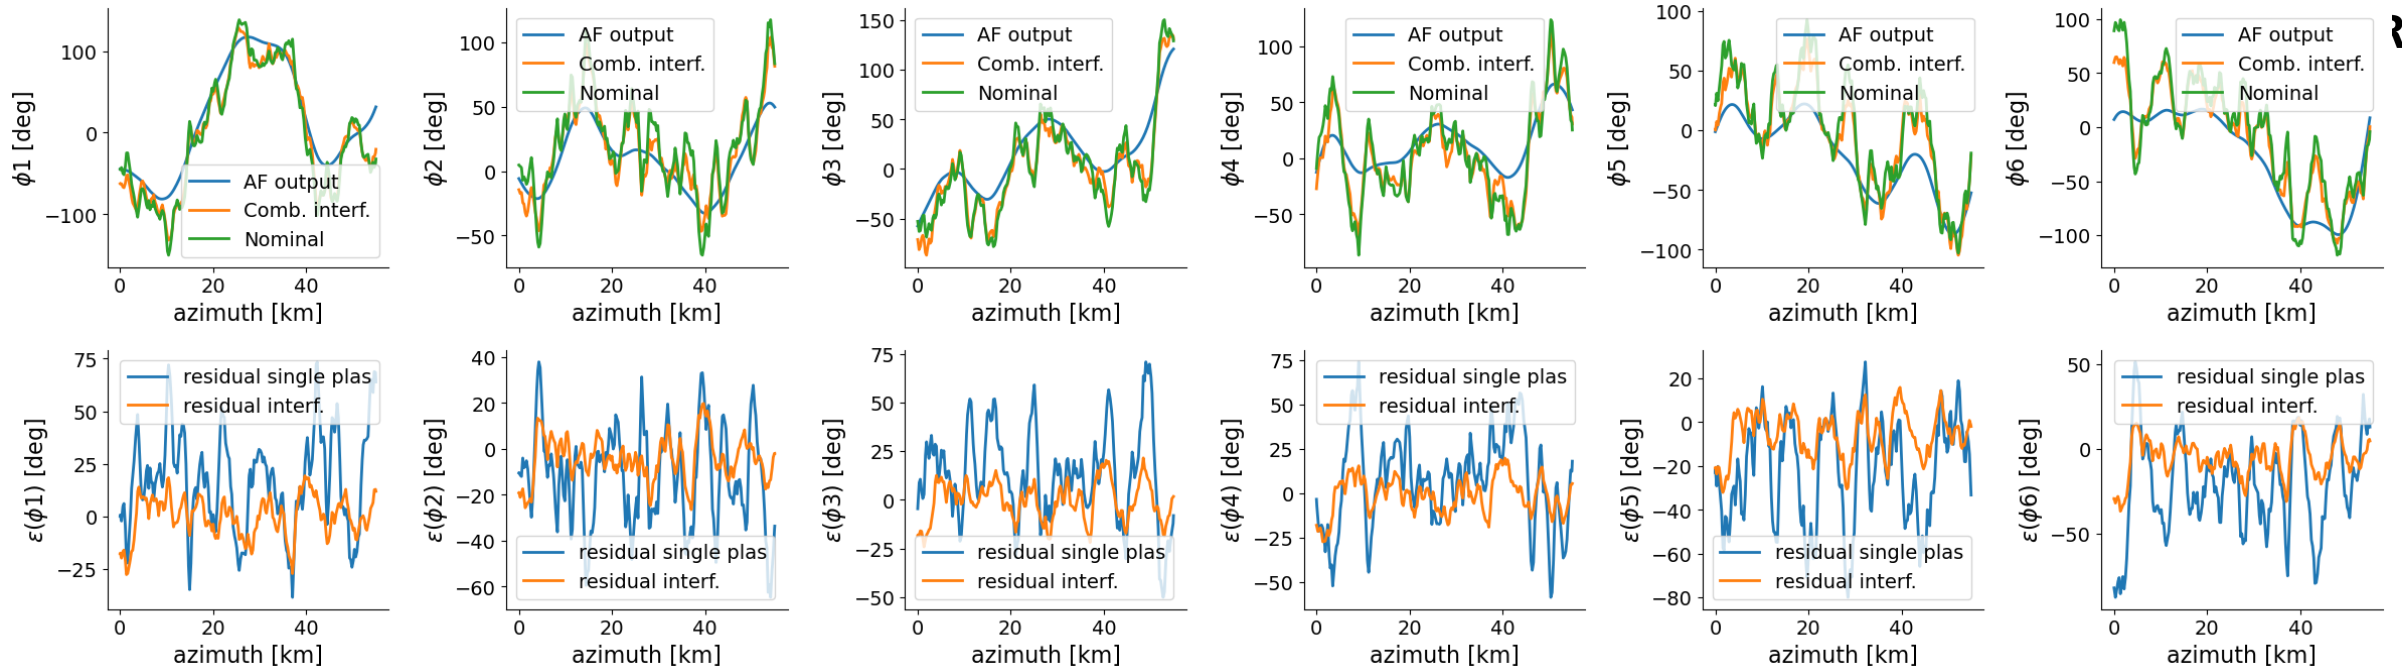 ϕ1 [deg]
100
0
−100
AF output
Comb. interf.
Nominal
0 20 40
azimuth [km]
ϕ2 [deg]
100
50
0
−50
AF output
Comb. interf.
Nominal
0 20 40
azimuth [km]
ϕ3 [deg]
150
100
50
0
−50
AF output
Comb. interf.
Nominal
0 20 40
azimuth [km]
ϕ4 [deg]
100
50
0
−50
AF output
Comb. interf.
Nominal
0 20 40
azimuth [km]
ϕ5 [deg]
100
50
0
−50
−100
AF output
Comb. interf.
Nominal
0 20 40
azimuth [km]
ϕ6 [deg]
100
50
0
−50
−100
AF output
Comb. interf.
Nominal
0 20 40
azimuth [km]
ε(ϕ1) [deg]
75
50
25
0
−25
residual single plas
residual interf.
0 20 40
azimuth [km]
ε(ϕ2) [deg]
40
20
0
−20
−40
−60
residual single plas
residual interf.
0 20 40
azimuth [km]
ε(ϕ3) [deg]
75
50
25
0
−25
−50
residual single plas
residual interf.
0 20 40
azimuth [km]
ε(ϕ4) [deg]
75
50
25
0
−25
−50
residual single plas
residual interf.
0 20 40
azimuth [km]
ε(ϕ5) [deg]
20
0
−20
−40
−60
−80
residual single plas
residual interf.
0 20 40
azimuth [km]
ε(ϕ6) [deg]
50
0
−50
residual single plas
residual interf.
0 20 40
azimuth [km]